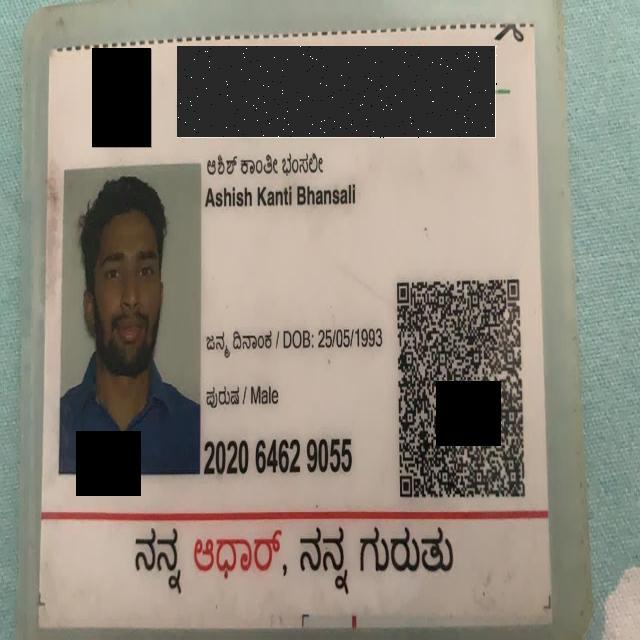 ಆಶಿಶ್ ಕಾಂತೀ ಭಂಸಲೀ
Ashish Kanti Bhansali
ಜನ್ಮ ದಿನಾಂಕ / DOB: 25/05/1993
ಪುರುಷ / Male
2020 6462 9055
ನನ್ನ ಆಧಾರ್, ನನ್ನ ಗುರುತು